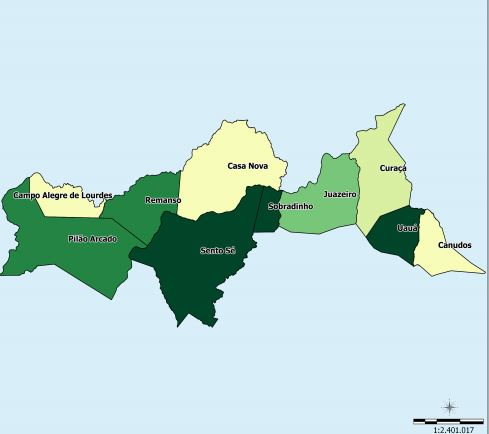 Casa Nova
Curaçá
Campo Alegre de Lourdes
Juazeiro
Remanso
Sobradinho
Uauá
Pilão Arcado
Canudos
Sento Sé
1:2.401.017